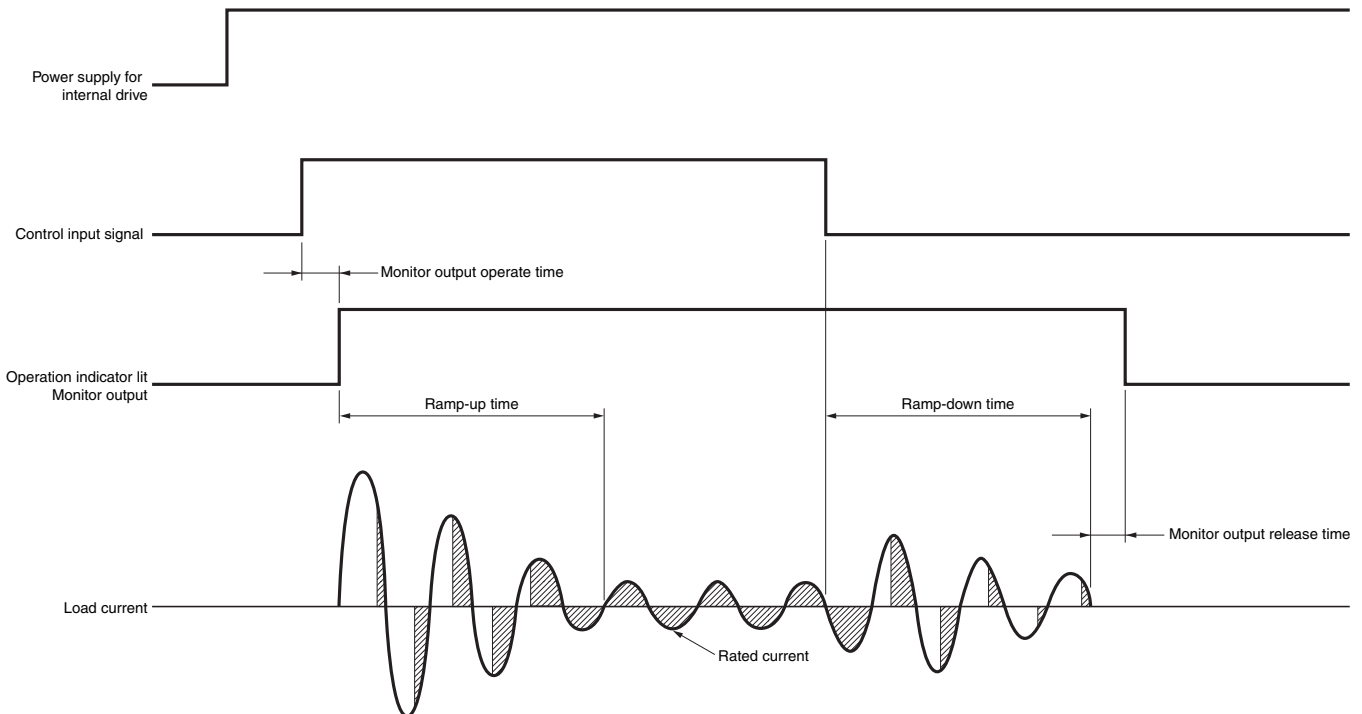 Power supply for
internal drive
Control input signal
Monitor output operate time
Operation indicator lit
Monitor output
Ramp-up time
Ramp-down time
Monitor output release time
Load current
Rated current